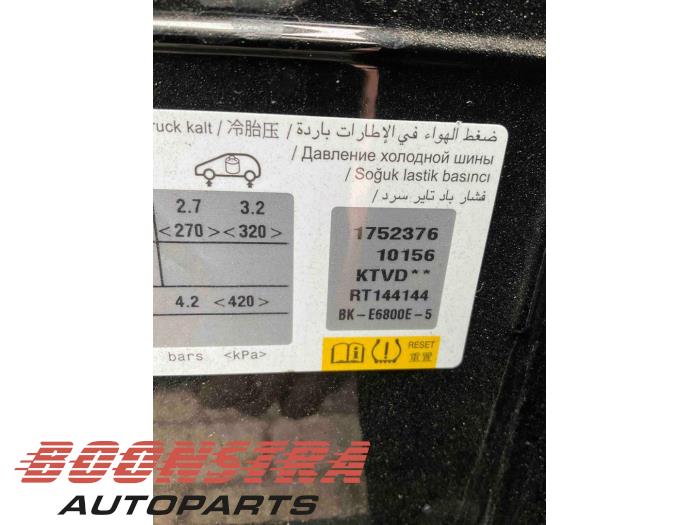 ruck kalt / 冷胎压 / ضغط الهواء في الإطارات باردة /
/ Давление холодной шины
/ Soğuk lastik basıncı
فشار باد تاير سرد /
2.7 3.2
<270> <320>
4.2 <420>
bars <kPa>
1752376
10156
KTVD**
RT144144
BK-E6800E-5
RESET
重置
BOONSTRA
AUTOPARTS